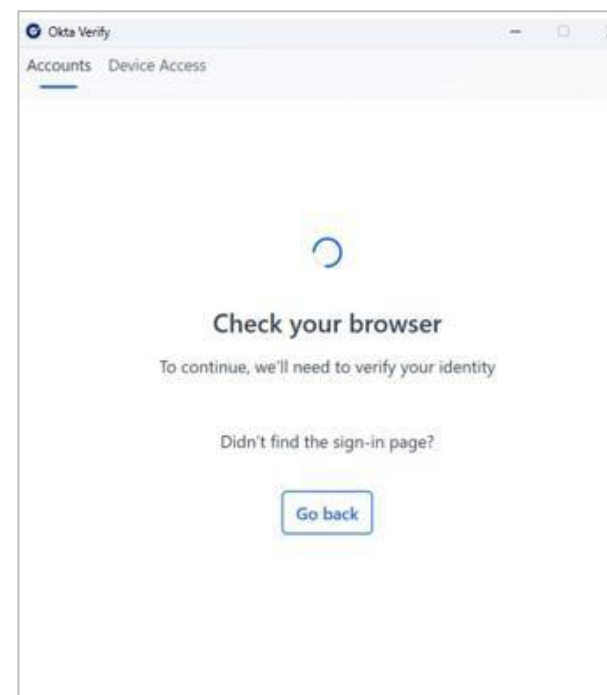 Okta Verify
Accounts Device Access
Check your browser
To continue, we'll need to verify your identity
Didn't find the sign-in page?
Go back